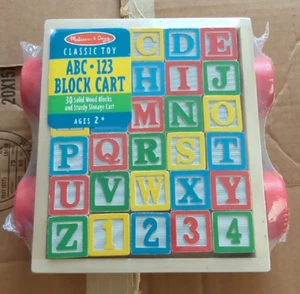 Melissa & Doug
CLASSIC TOY
ABC • 123
BLOCK CART
30 Solid Wood Blocks
and Sturdy Storage Cart
AGES 2+
C D E
H I J
M N O
P Q R S T
U V W X Y
Z 1 2 3 4
20X15